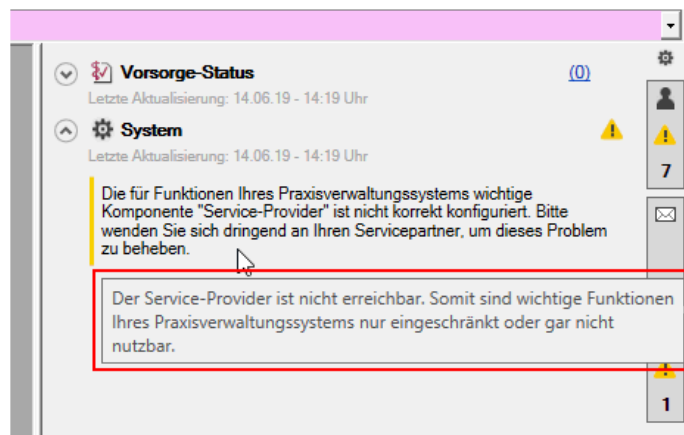 Vorsorge-Status (0)
Letzte Aktualisierung: 14.06.19 - 14:19 Uhr
System
Letzte Aktualisierung: 14.06.19 - 14:19 Uhr
7
Die für Funktionen Ihres Praxisverwaltungssystems wichtige
Komponente "Service-Provider" ist nicht korrekt konfiguriert. Bitte
wenden Sie sich dringend an Ihren Servicepartner, um dieses Problem
zu beheben.
Der Service-Provider ist nicht erreichbar. Somit sind wichtige Funktionen
Ihres Praxisverwaltungssystems nur eingeschränkt oder gar nicht
nutzbar.
1